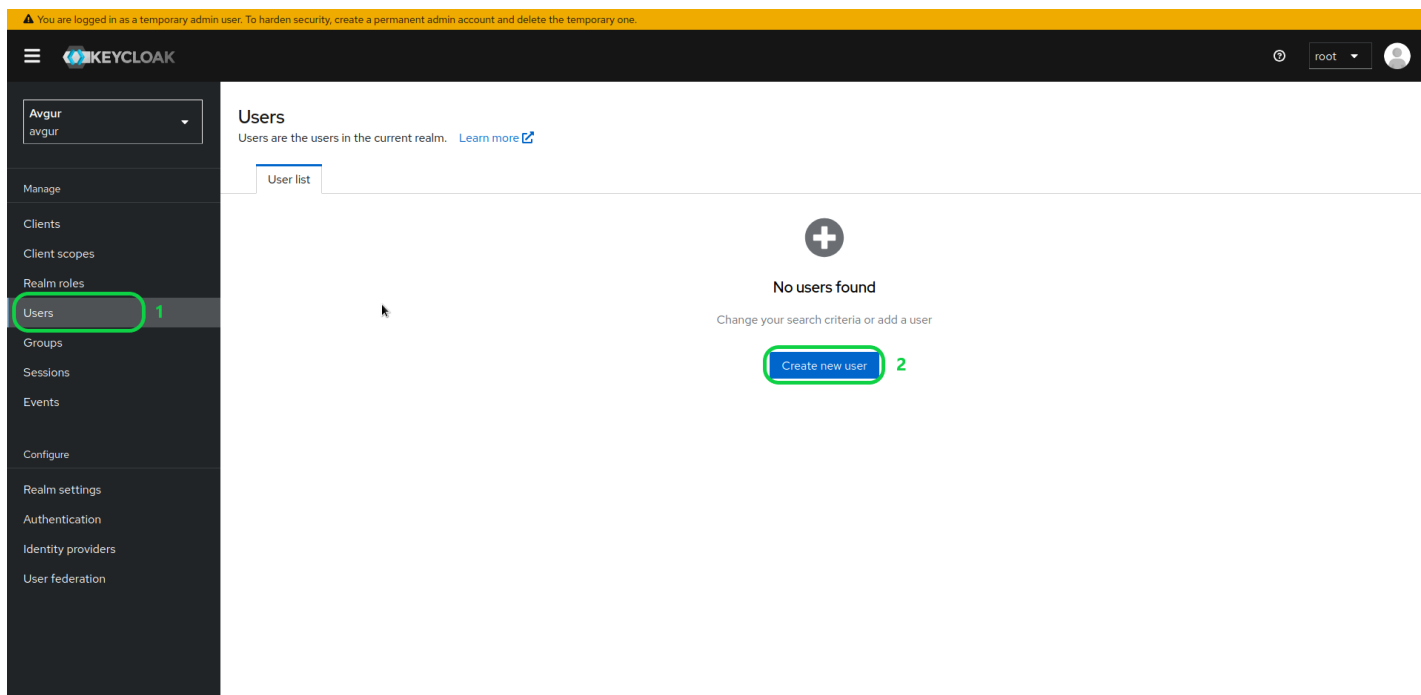 You are logged in as a temporary admin user. To harden security, create a permanent admin account and delete the temporary one.
KEYCLOAK
root
Avgur
avgur
Manage
Clients
Client scopes
Realm roles
Users 1
Groups
Sessions
Events
Configure
Realm settings
Authentication
Identity providers
User federation
Users
Users are the users in the current realm. Learn more
User list
No users found
Change your search criteria or add a user
Create new user 2